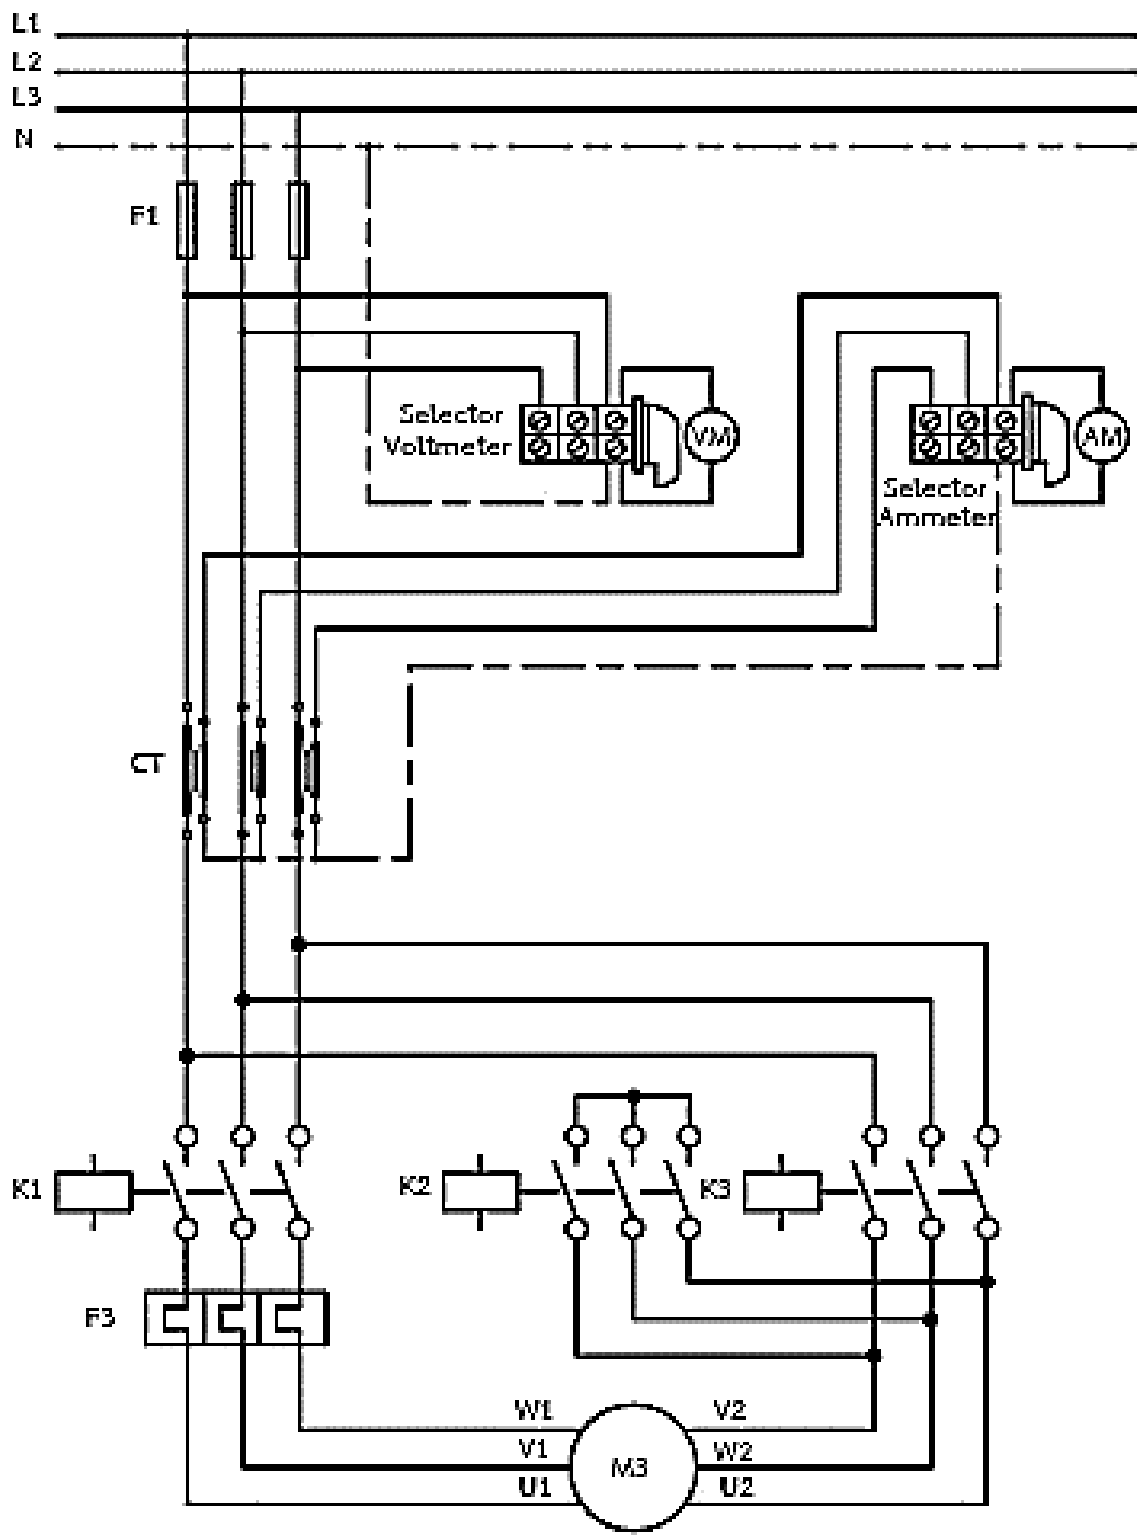 L1
L2
L3
N
F1
Selector
Voltmeter
VM
AM
Selector
Ammeter
CT
K1
K2
K3
F3
W1
V2
V1
M3
W2
U1
U2